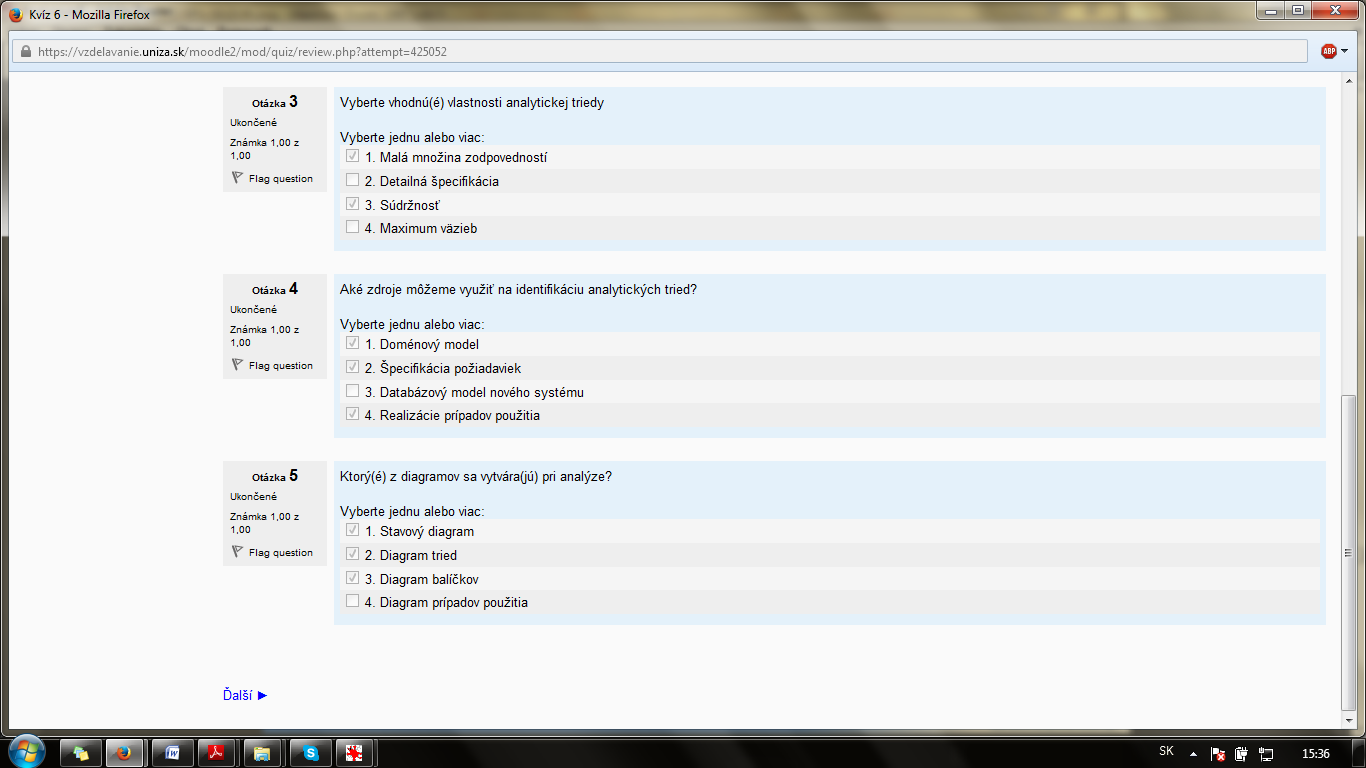 Kvíz 6 - Mozilla Firefox
https://vzdelavanie.uniza.sk/moodle2/mod/quiz/review.php?attempt=425052
ABP
Otázka 3
Ukončené
Známka 1,00 z
1,00
Flag question
Vyberte vhodnú(é) vlastnosti analytickej triedy
Vyberte jednu alebo viac:
1. Malá množina zodpovedností
2. Detailná špecifikácia
3. Súdržnosť
4. Maximum väzieb
Otázka 4
Ukončené
Známka 1,00 z
1,00
Flag question
Aké zdroje môžeme využiť na identifikáciu analytických tried?
Vyberte jednu alebo viac:
1. Doménový model
2. Špecifikácia požiadaviek
3. Databázový model nového systému
4. Realizácie prípadov použitia
Otázka 5
Ukončené
Známka 1,00 z
1,00
Flag question
Ktorý(é) z diagramov sa vytvára(jú) pri analýze?
Vyberte jednu alebo viac:
1. Stavový diagram
2. Diagram tried
3. Diagram balíčkov
4. Diagram prípadov použitia
Ďalší ►
SK
15:36